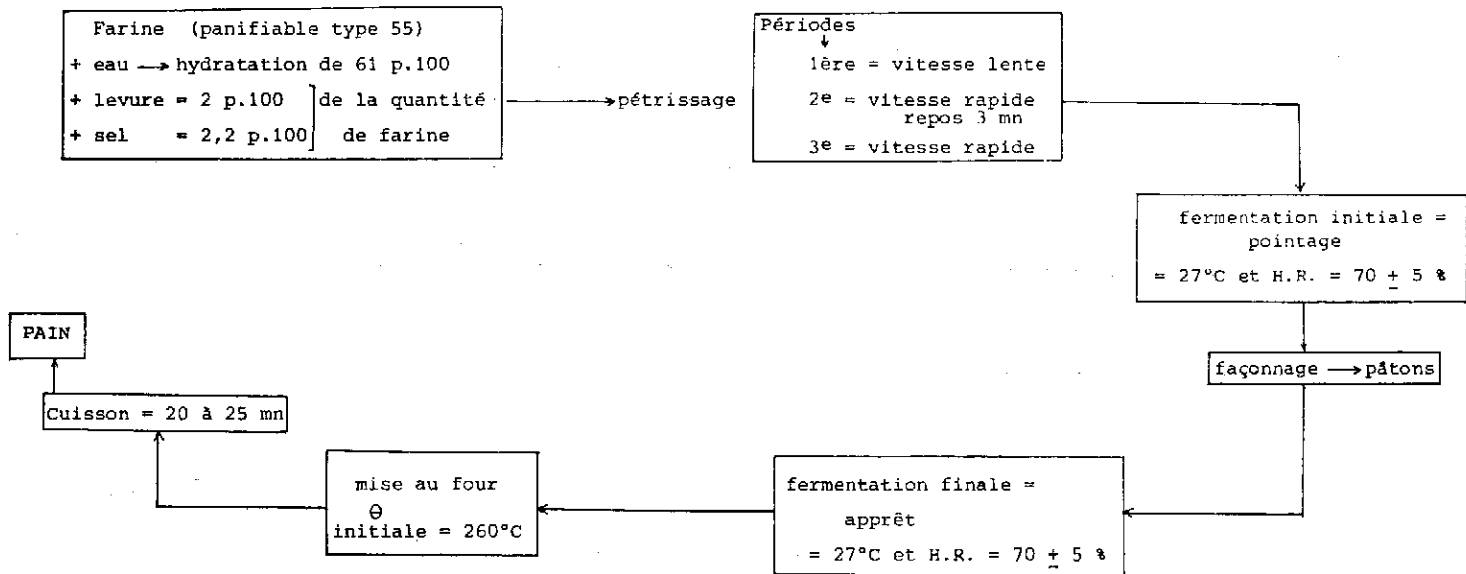 Farine (panifiable type 55)
+ eau → hydratation de 61 p.100
+ levure = 2 p.100 ] de la quantité
+ sel = 2,2 p.100 ] de farine
→ pétrissage
Périodes
↓
1ère = vitesse lente
2e = vitesse rapide
repos 3 mn
3e = vitesse rapide
fermentation initiale =
pointage
= 27°C et H.R. = 70 ± 5 %
façonnage → pâtons
fermentation finale =
apprêt
= 27°C et H.R. = 70 ± 5 %
mise au four
θ
initiale = 260°C
Cuisson = 20 à 25 mn
PAIN